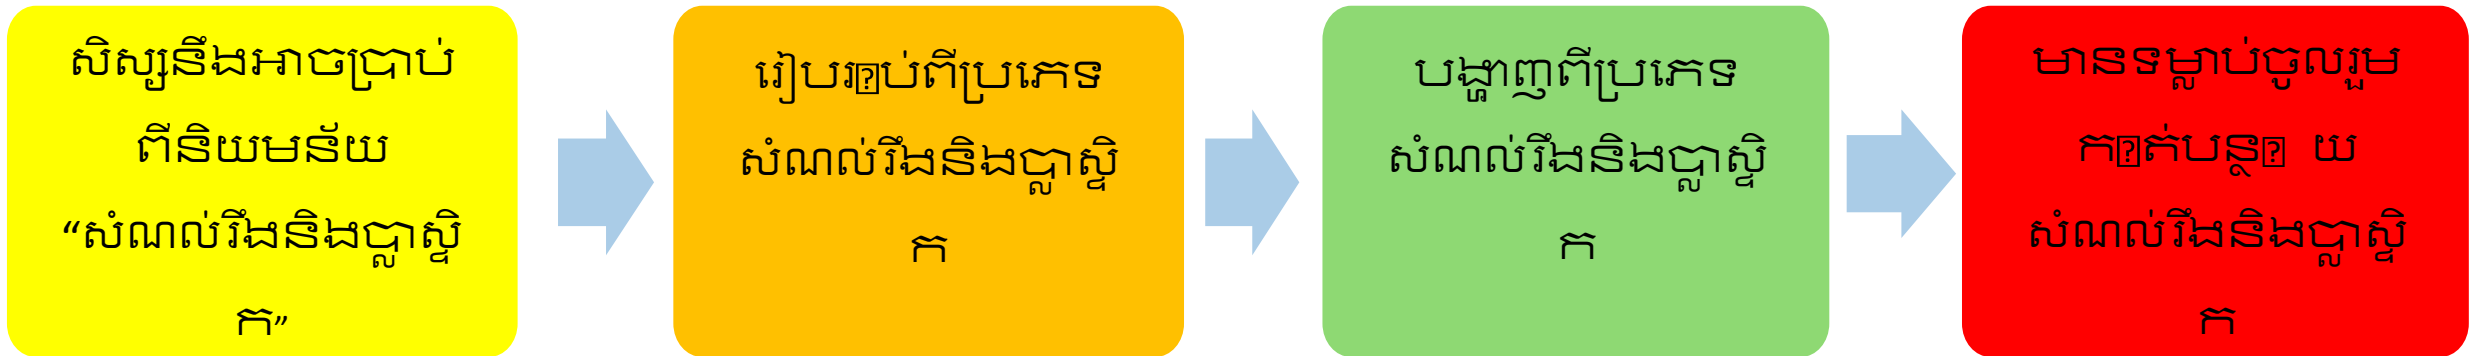 សិស្សនឹងអាចប្រាប់
ពីនិយមន័យ
“សំណល់រឹងនិងប្លាស្ទិ
ក”
រៀបរ​ប់ពីប្រភេទ
សំណល់រឹងនិងប្លាស្ទិ
ក
បង្ហាញពីប្រភេទ
សំណល់រឹងនិងប្លាស្ទិ
ក
មានទម្លាប់ចូលរួម
សំណល់រឹងនិងប្លាស្ទិ
ក